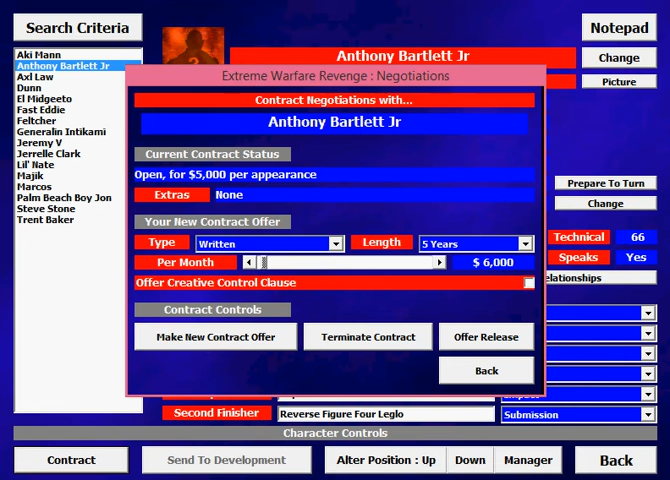 Search Criteria
Notepad
Anthony Bartlett Jr
Change
Picture
Aki Mann
Anthony Bartlett Jr
Axl Law
Dunn
El Midgeeto
Fast Eddie
Feltcher
Generalin Intikami
Jeremy V
Jerrelle Clark
Lil' Nate
Majik
Marcos
Palm Beach Boy Jon
Steve Stone
Trent Baker
Extreme Warfare Revenge : Negotiations
Contract Negotiations with...
Anthony Bartlett Jr
Current Contract Status
Open, for $5,000 per appearance
Extras None
Your New Contract Offer
Type Written Length 5 Years
Per Month $ 6,000
Offer Creative Control Clause
Contract Controls
Make New Contract Offer Terminate Contract Offer Release
Back
Prepare To Turn
Change
Technical 66
Speaks Yes
elationships
Second Finisher Reverse Figure Four Leglo Submission
Character Controls
Contract Send To Development Alter Position : Up Down Manager Back